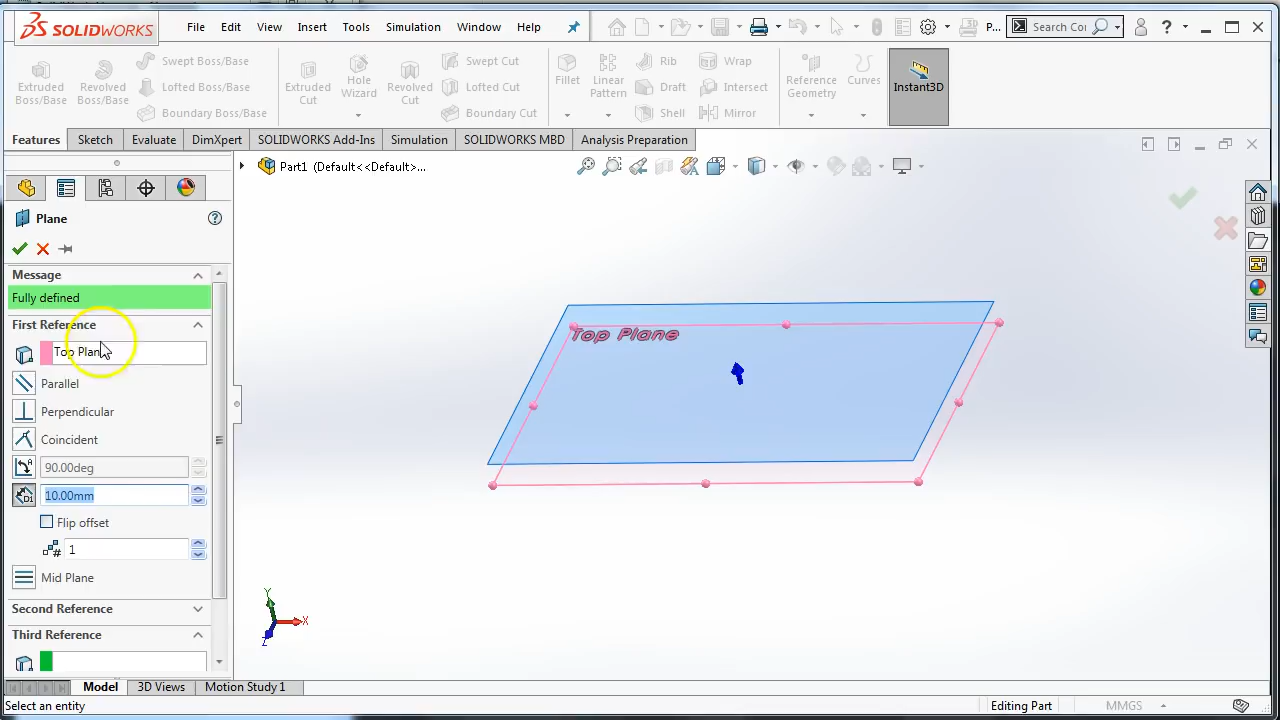 SOLIDWORKS
File Edit View Insert Tools Simulation Window P... Search Co ?
Extruded Boss/Base
Revolved Boss/Base
Swept Boss/Base
Lofted Boss/Base
Boundary Boss/Base
Extruded Cut
Hole Wizard
Revolved Cut
Swept Cut
Lofted Cut
Boundary Cut
Fillet
Linear Pattern
Rib
Draft
Shell
Wrap
Intersect
Mirror
Reference Geometry
Curves
Instant3D
Features Sketch Evaluate DimXpert SOLIDWORKS Add-Ins Simulation SOLIDWORKS MBD Analysis Preparation
Part1 (Default<<Default>...
Plane ?
Message
Fully defined
First Reference
Top Plane
Parallel
Perpendicular
Coincident
90.00deg
D1
10.00mm
Flip offset
# 1
Mid Plane
Second Reference
Third Reference
Top Plane
Y
X
Z
Model 3D Views Motion Study 1
Select an entity Editing Part MMGS